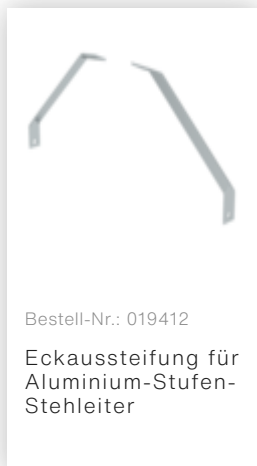 Bestell-Nr.: 019412
Eckaussteifung für
Aluminium-Stufen-
Stehleiter